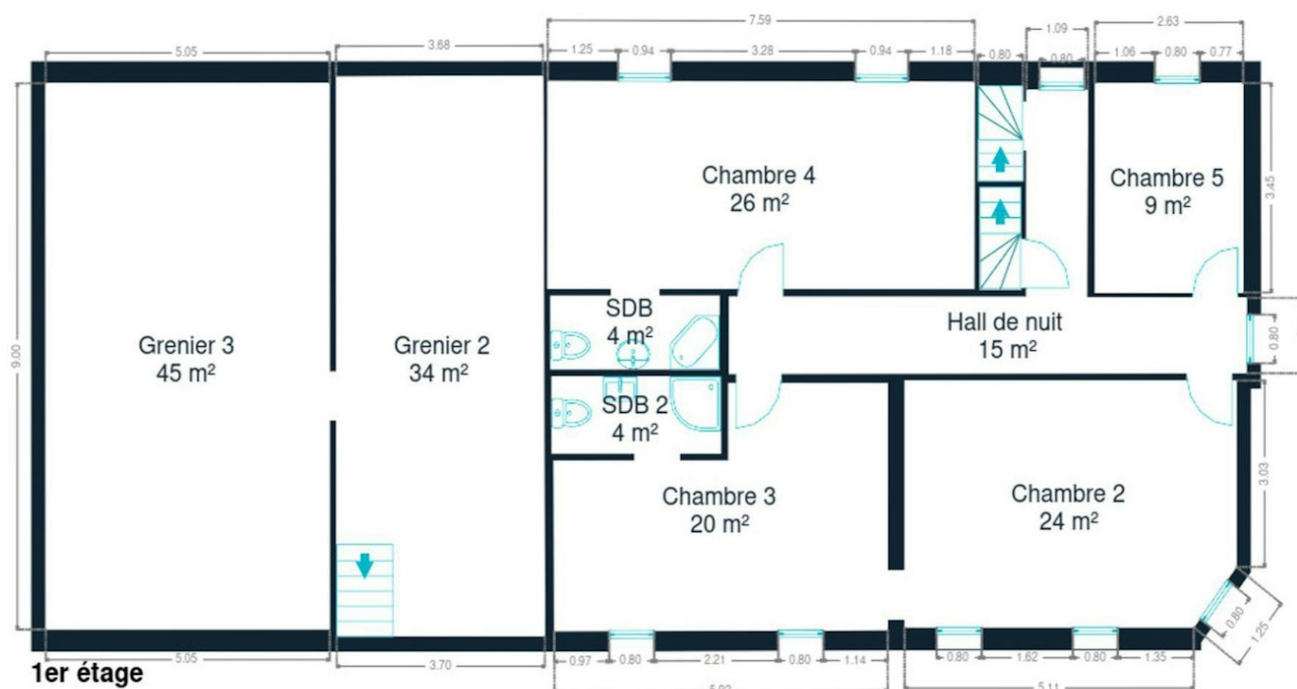 7.59
1.09
2.63
5.05
3.68
1.25
0.94
3.28
0.94
1.18
0.80
0.80
1.06
0.80
0.77
Chambre 4
26 m²
Chambre 5
9 m²
3.45
9.00
Grenier 3
45 m²
Grenier 2
34 m²
SDB
4 m²
Hall de nuit
15 m²
0.80
SDB 2
4 m²
Chambre 3
20 m²
Chambre 2
24 m²
3.03
0.80
1.25
5.05
3.70
0.97
0.80
2.21
0.80
1.14
0.80
1.62
0.80
1.35
5.11
1er étage